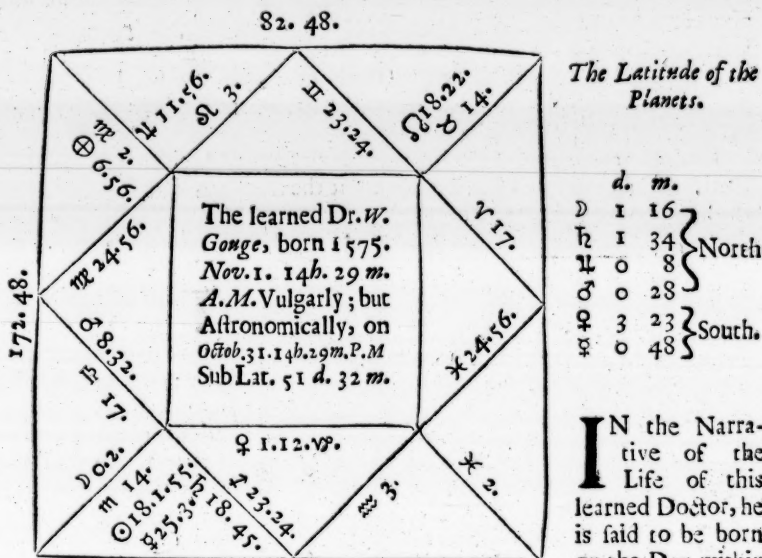 82. 48.
♃ 11.56.
♌ 3.
♊ 23.24.
☊18.22.
♉ 14.
♍ 2.
⊕ 6.56.
♍ 24.56.
♈ 17.
172.48.
The learned Dr. W.
Gouge, born 1575.
Nov. 1. 14h. 29 m.
A.M. Vulgarly; but
Aſtronomically, on
Octob.31.14h.29m.P.M
Sub Lat. 51 d. 32 m.
♂ 8.32.
♎ 17.
♓ 24.56.
☽ 0.2.
♏ 14.
☉18.1.55.
☿25.3.
♄ 18.45.
♐ 23.24.
♀ 1.12.♑.
♒ 3.
♓ 2.
The Latitude of the
Planets.
d. m.
☽ 1 16
♄ 1 34
♃ 0 8
♂ 0 28
North
♀ 3 23
☿ 0 48
South.
IN the Narra-
tive of the
Life of this
learned Doctor, he
is ſaid to be born